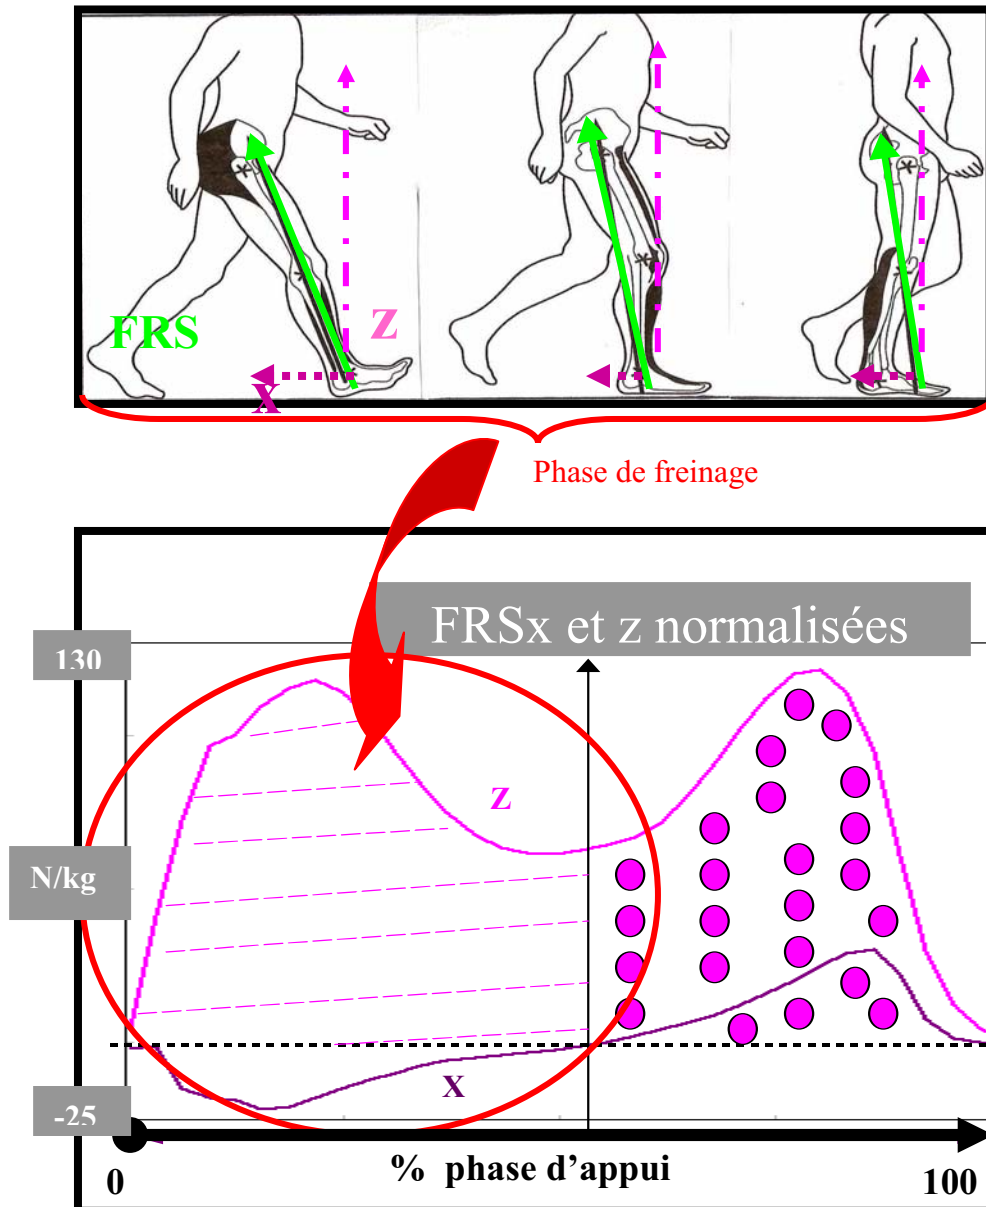 FRS
Z
X
Phase de freinage
FRSx et z normalisées
130
Z
N/kg
X
-25
% phase d’appui
0
100